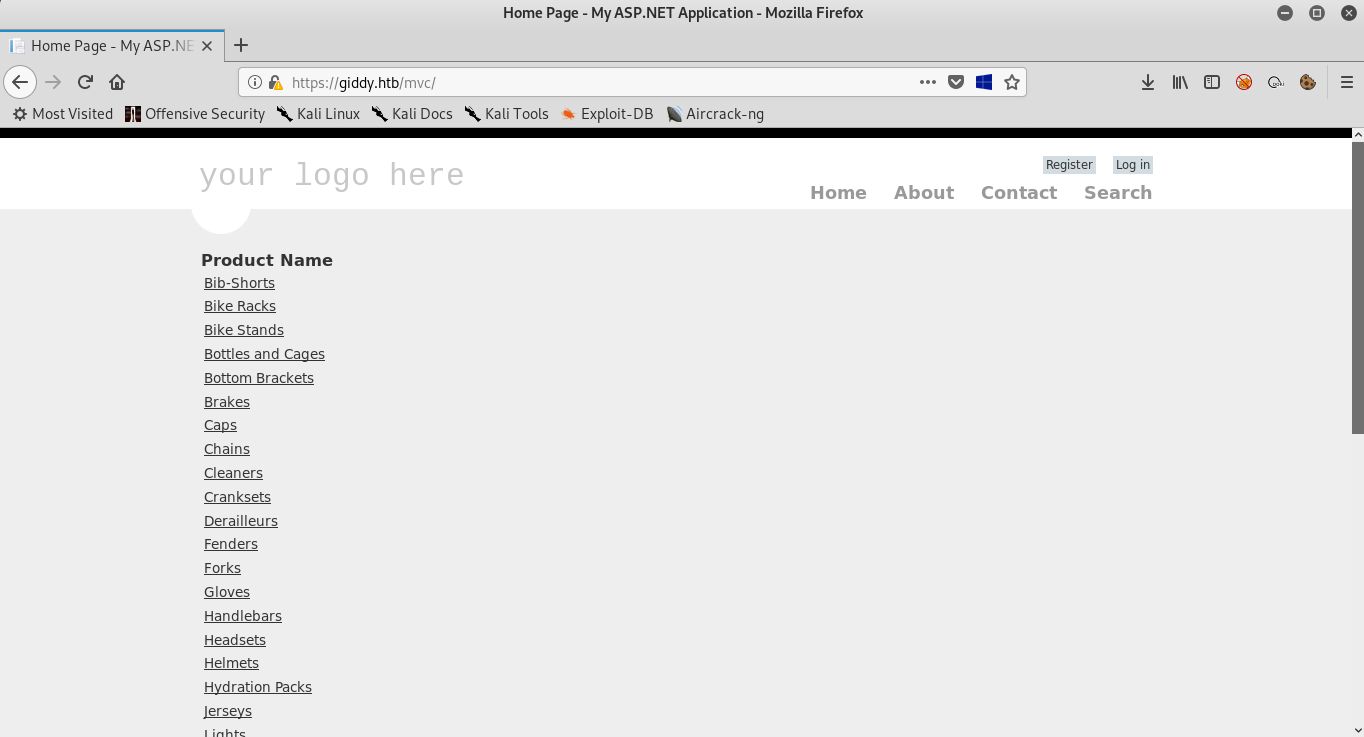 Home Page - My ASP.NET Application - Mozilla Firefox
Home Page - My ASP.NE
https://giddy.htb/mvc/
Most Visited Offensive Security Kali Linux Kali Docs Kali Tools Exploit-DB Aircrack-ng
your logo here
Register Log in
Home About Contact Search
Product Name
Bib-Shorts
Bike Racks
Bike Stands
Bottles and Cages
Bottom Brackets
Brakes
Caps
Chains
Cleaners
Cranksets
Derailleurs
Fenders
Forks
Gloves
Handlebars
Headsets
Helmets
Hydration Packs
Jerseys
Lights